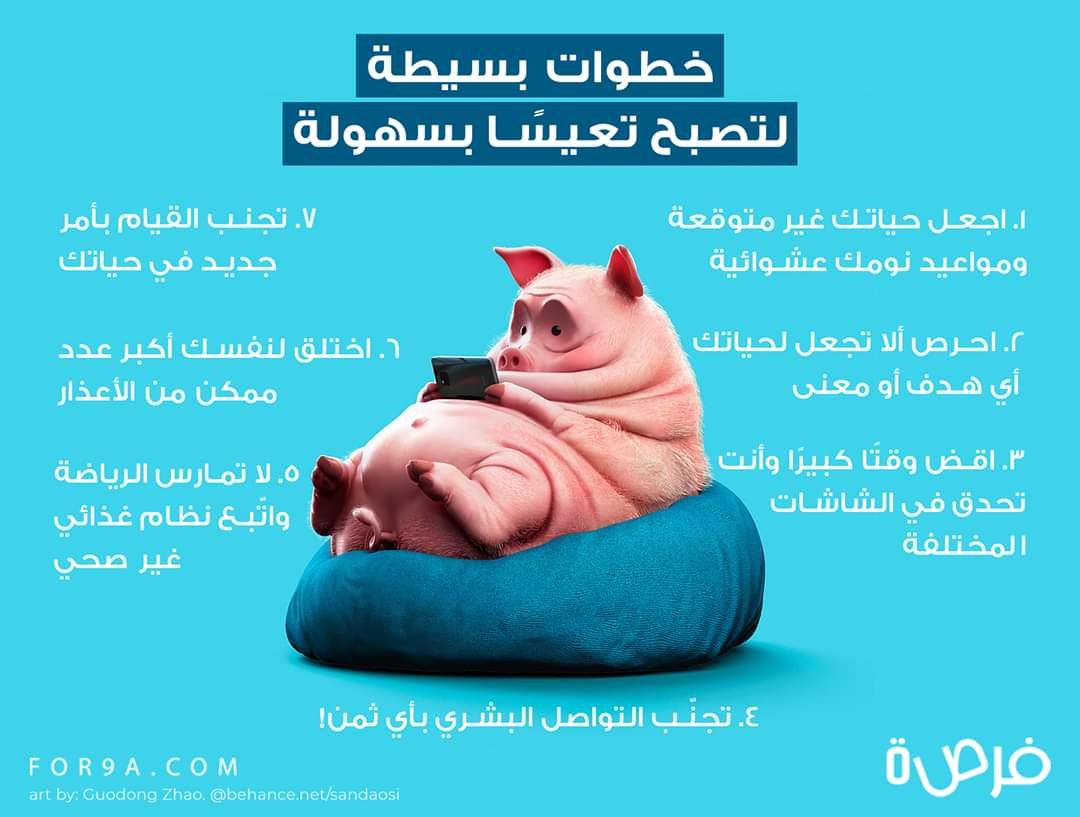 خطوات بسيطة
لتصبح تعيسًا بسهولة
١. اجعل حياتك غير متوقعة
ومواعيد نومك عشوائية
٢. احرص ألا تجعل لحياتك
أي هدف أو معنى
٣. اقض وقتًا كبيرًا وأنت
تحدق في الشاشات
المختلفة
٤. تجنّب التواصل البشري بأي ثمن!
٥. لا تمارس الرياضة
واتّبع نظام غذائي
غير صحي
٦. اختلق لنفسك أكبر عدد
ممكن من الأعذار
٧. تجنب القيام بأمر
جديد في حياتك
فرصة
FOR9A.COM
art by: Guodong Zhao. @behance.net/sandaosi